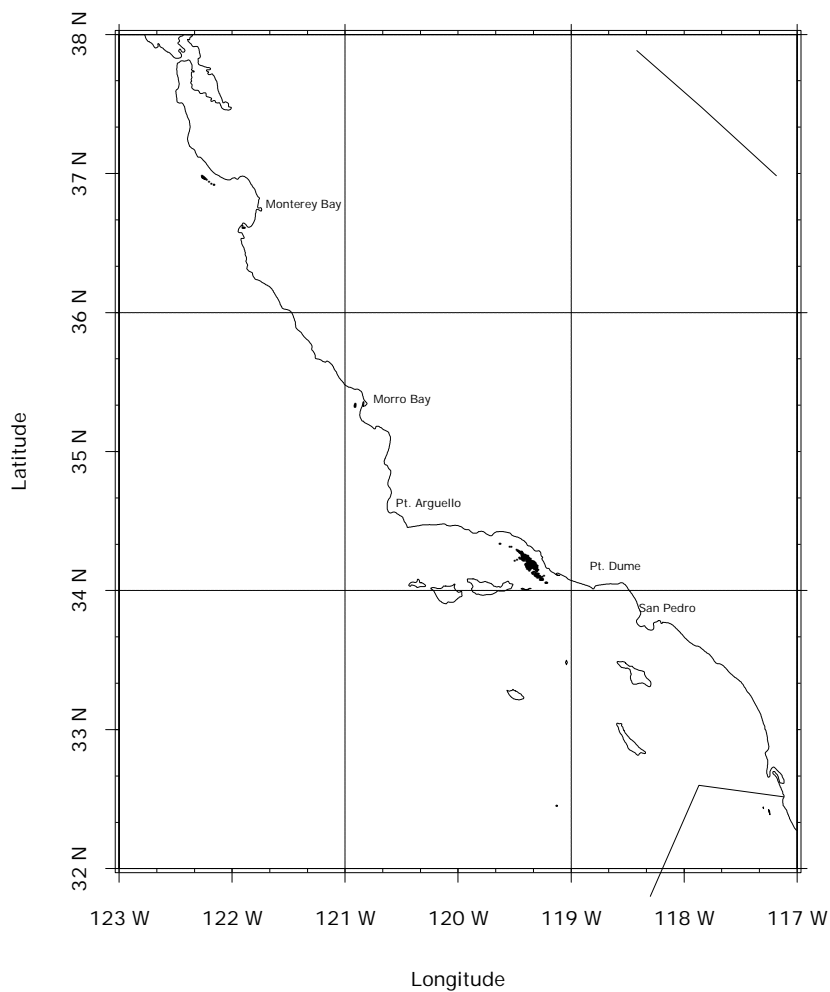 38 N
37 N
Monterey Bay
36 N
Morro Bay
35 N
Latitude
Pt. Arguello
Pt. Dume
34 N
San Pedro
33 N
32 N
123 W 122 W 121 W 120 W 119 W 118 W 117 W
Longitude